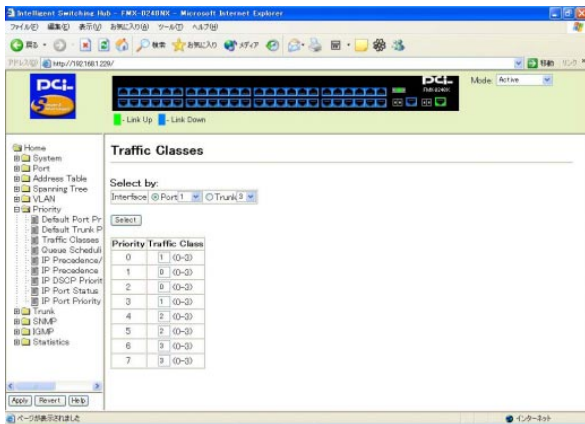 Intelligent Switching Hub - FMX-0248NX - Microsoft Internet Explorer
ファイル(F) 編集(E) 表示(V) お気に入り(A) ツール(T) ヘルプ(H)
戻る 検索 お気に入り メディア
アドレス(D) http://192.168.1.229/ 移動 リンク
PCi
PCi
Mode: Active
- Link Up - Link Down
Home
System
Port
Address Table
Spanning Tree
VLAN
Priority
Default Port Pr
Default Trunk P
Traffic Classes
Queue Scheduli
IP Precedence/
IP Precedence
IP DSCP Priorit
IP Port Status
IP Port Priority
Trunk
SNMP
IGMP
Statistics
Apply Revert Help
Traffic Classes
Select by:
Interface Port 1 Trunk 3
Select
Priority Traffic Class
0 1 (0-3)
1 0 (0-3)
2 0 (0-3)
3 1 (0-3)
4 2 (0-3)
5 2 (0-3)
6 3 (0-3)
7 3 (0-3)
ページが表示されました インターネット